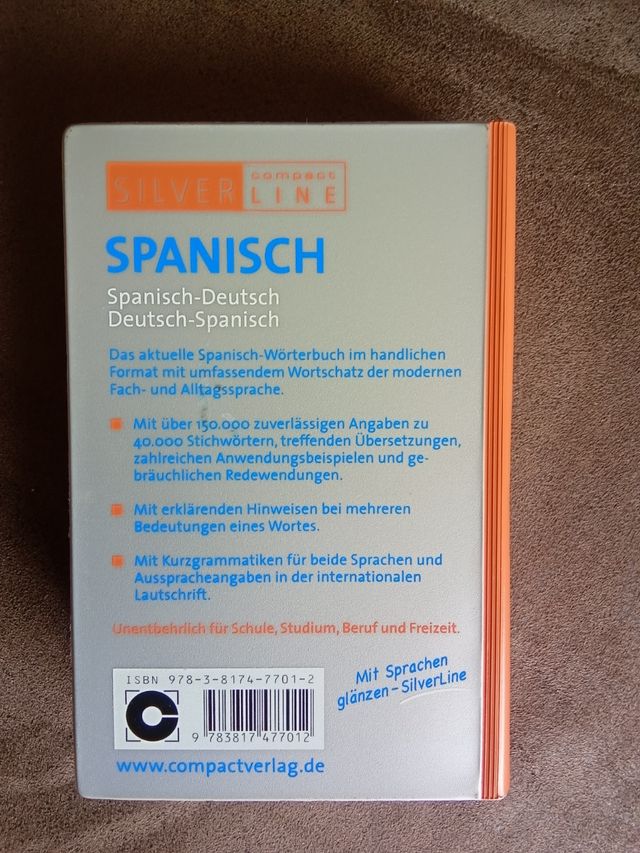 SILVER compact LINE
SPANISCH
Spanisch-Deutsch
Deutsch-Spanisch
Das aktuelle Spanisch-Wörterbuch im handlichen
Format mit umfassendem Wortschatz der modernen
Fach- und Alltagssprache.
Mit über 150.000 zuverlässigen Angaben zu
40.000 Stichwörtern, treffenden Übersetzungen,
zahlreichen Anwendungsbeispielen und ge-
bräuchlichen Redewendungen.
Mit erklärenden Hinweisen bei mehreren
Bedeutungen eines Wortes.
Mit Kurzgrammatiken für beide Sprachen und
Ausspracheangaben in der internationalen
Lautschrift.
Unentbehrlich für Schule, Studium, Beruf und Freizeit.
ISBN 978-3-8174-7701-2
9 783817 477012
Mit Sprachen
glänzen - SilverLine
www.compactverlag.de